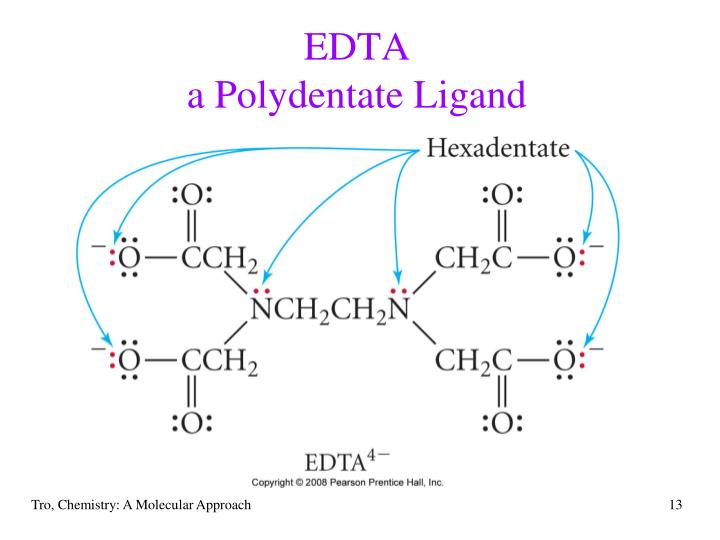 EDTA
a Polydentate Ligand
Hexadentate
:O: :O:
− :O—CCH₂ CH₂C—O: −
NCH₂CH₂N
− :O—CCH₂ CH₂C—O: −
:O: :O:
EDTA⁴⁻
Copyright © 2008 Pearson Prentice Hall, Inc.
Tro, Chemistry: A Molecular Approach 13